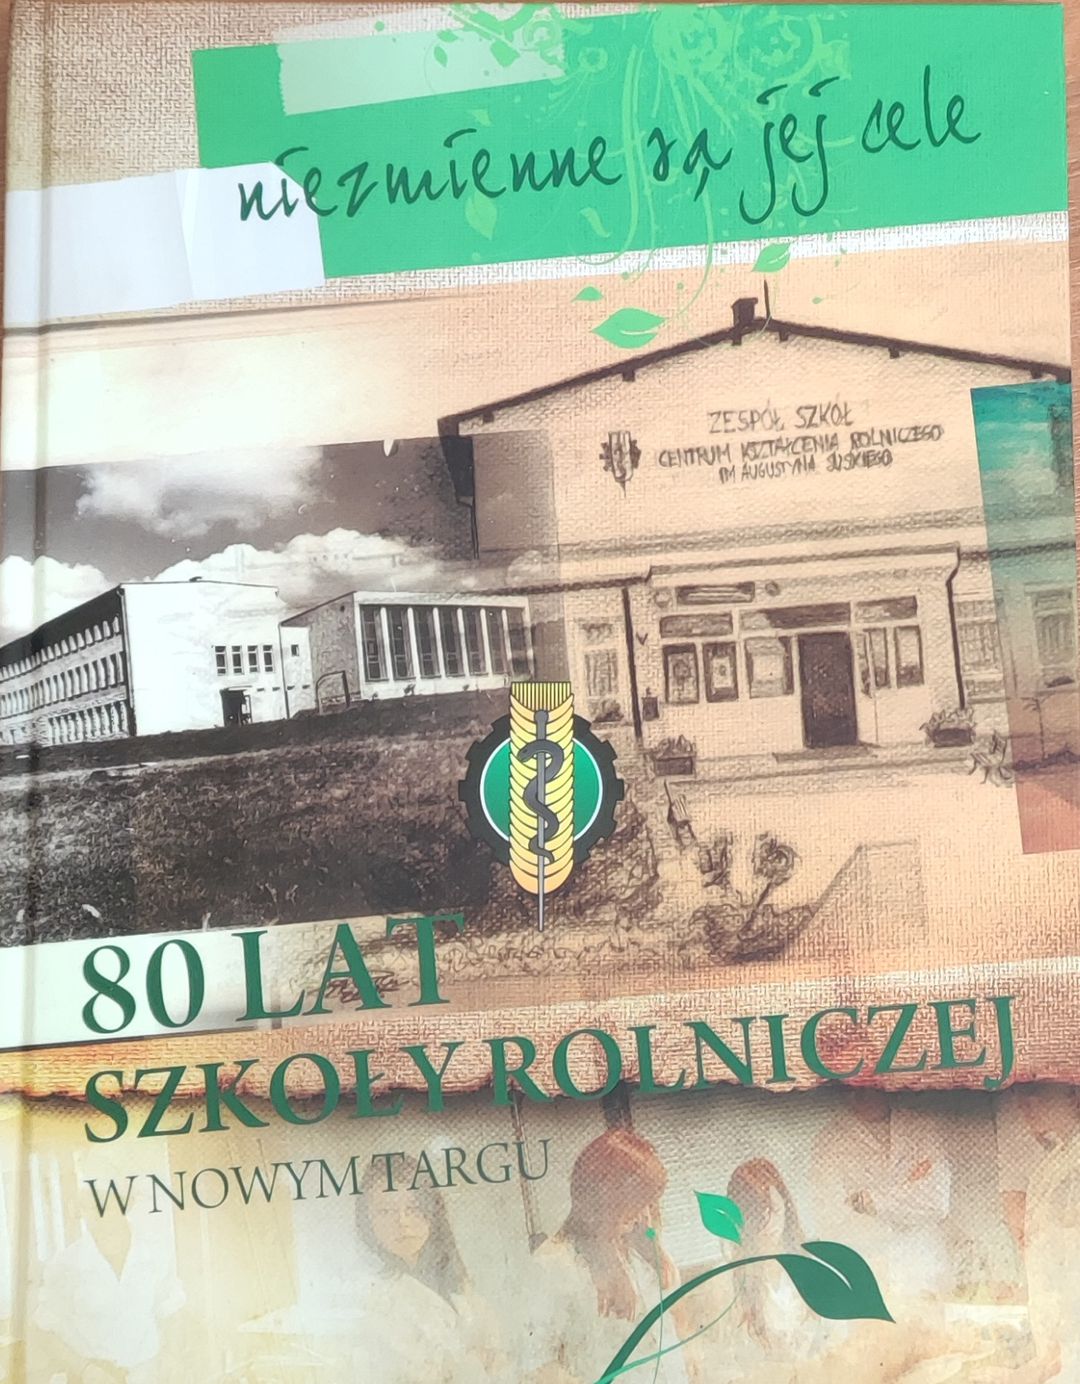 niezmienne są jej cele
ZESPÓŁ SZKÓŁ
CENTRUM KSZTAŁCENIA ROLNICZEGO
IM AUGUSTYNA SUSKIEGO
80 LAT
SZKOŁY ROLNICZEJ
W NOWYM TARGU